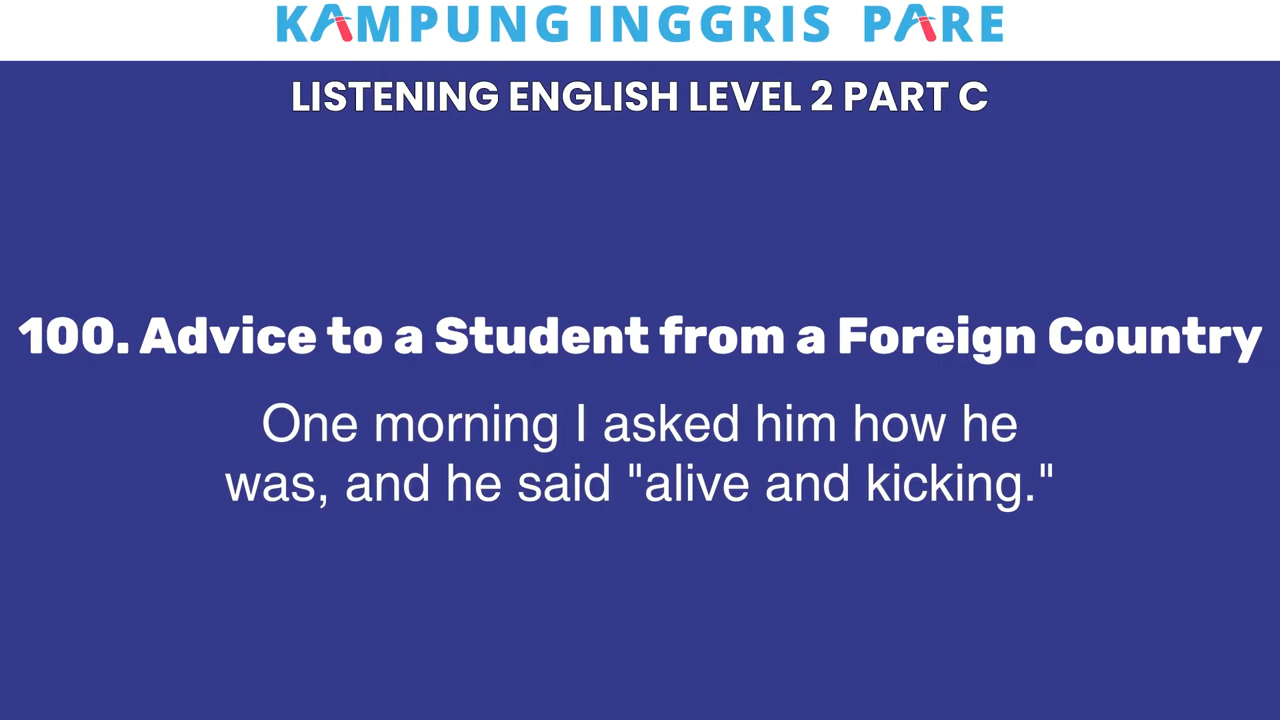 KAMPUNG INGGRIS PARE
LISTENING ENGLISH LEVEL 2 PART C
100. Advice to a Student from a Foreign Country
One morning I asked him how he
was, and he said "alive and kicking."